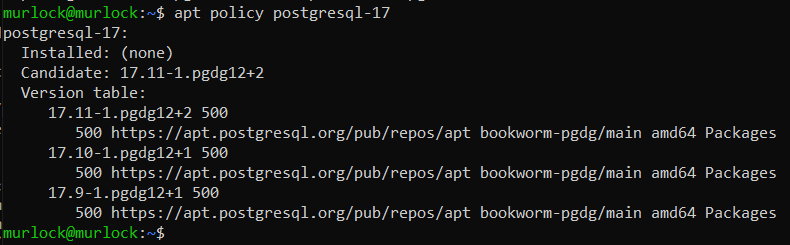 murlock@murlock:~$ apt policy postgresql-17
postgresql-17:
  Installed: (none)
  Candidate: 17.11-1.pgdg12+2
  Version table:
     17.11-1.pgdg12+2 500
        500 https://apt.postgresql.org/pub/repos/apt bookworm-pgdg/main amd64 Packages
     17.10-1.pgdg12+1 500
        500 https://apt.postgresql.org/pub/repos/apt bookworm-pgdg/main amd64 Packages
     17.9-1.pgdg12+1 500
        500 https://apt.postgresql.org/pub/repos/apt bookworm-pgdg/main amd64 Packages
murlock@murlock:~$